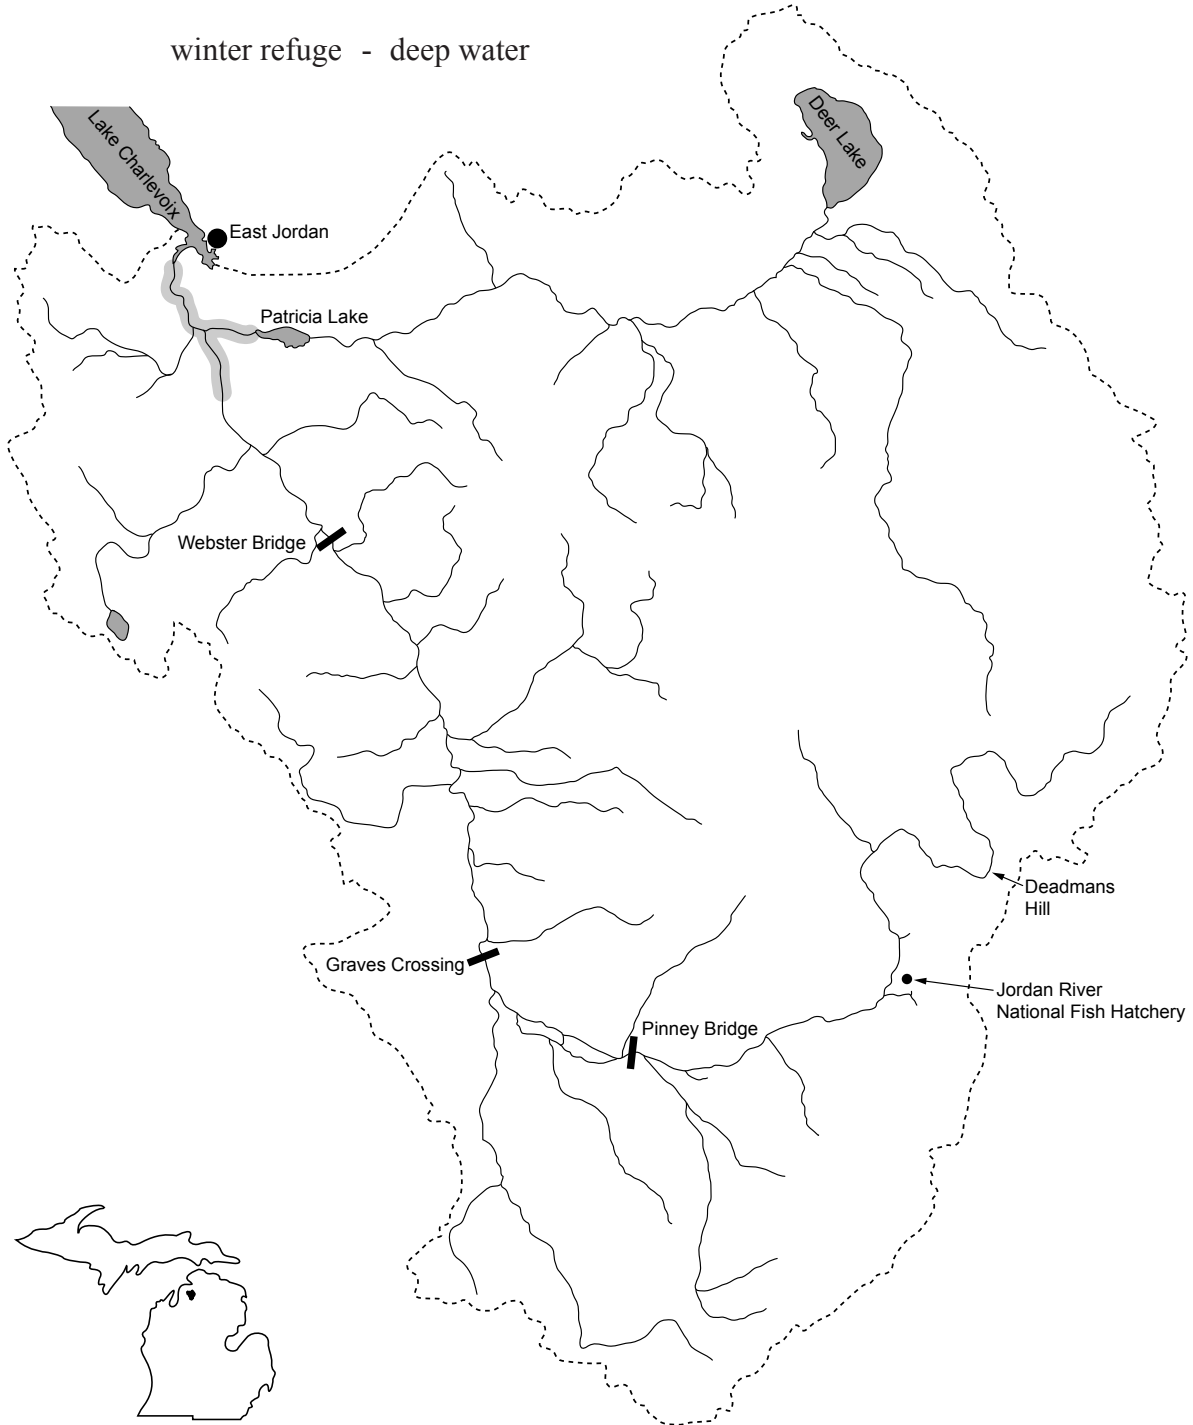 winter refuge - deep water
Lake Charlevoix
Deer Lake
East Jordan
Patricia Lake
Webster Bridge
Deadmans
Hill
Graves Crossing
Jordan River
National Fish Hatchery
Pinney Bridge